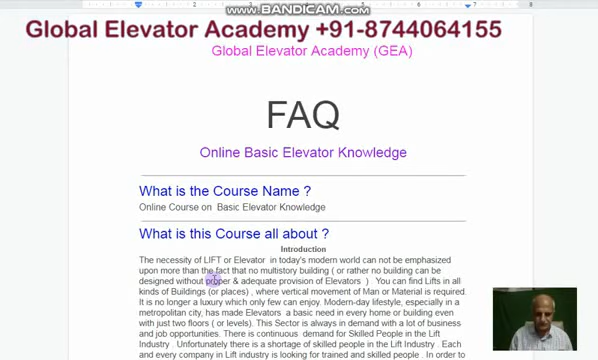 www.BANDICAM.com
Global Elevator Academy +91-8744064155
Global Elevator Academy (GEA)
FAQ
Online Basic Elevator Knowledge
What is the Course Name ?
Online Course on Basic Elevator Knowledge
What is this Course all about ?
Introduction
The necessity of LIFT or Elevator in today's modern world can not be emphasized
upon more than the fact that no multistory building ( or rather no building can be
designed without proper & adequate provision of Elevators ) . You can find Lifts in all
kinds of Buildings (or places) , where vertical movement of Man or Material is required.
It is no longer a luxury which only few can enjoy. Modern-day lifestyle, especially in a
metropolitan city, has made Elevators a basic need in every home or building even
with just two floors ( or levels). This Sector is always in demand with a lot of business
and job opportunities. There is continuous demand for Skilled People in the Lift
Industry . Unfortunately there is a shortage of skilled people in the Lift Industry . Each
and every company in Lift industry is looking for trained and skilled people. In order to